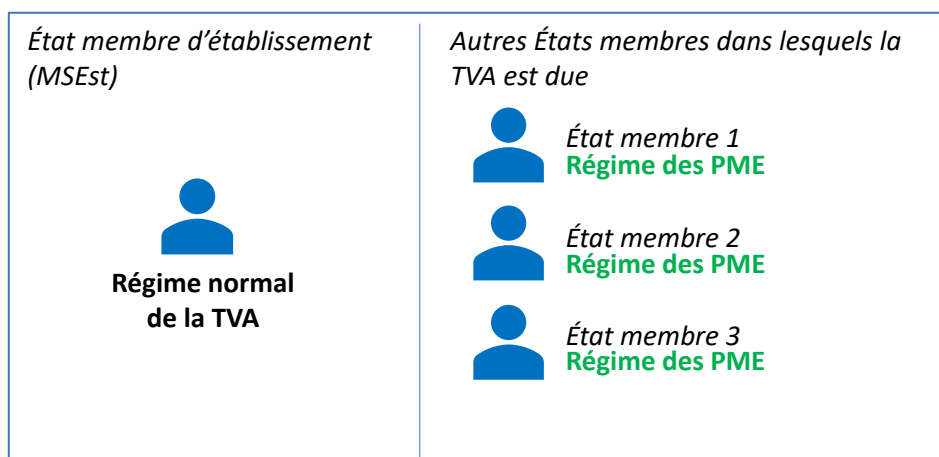 État membre d’établissement
(MSEst)
Régime normal
de la TVA
Autres États membres dans lesquels la
TVA est due
État membre 1
Régime des PME
État membre 2
Régime des PME
État membre 3
Régime des PME